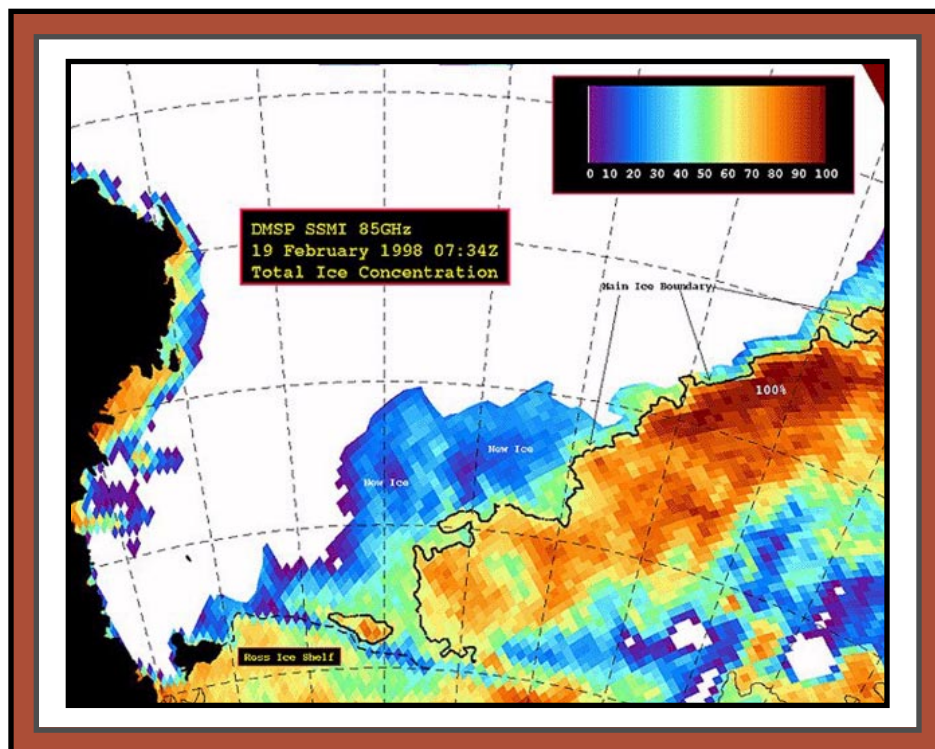 0 10 20 30 40 50 60 70 80 90 100
DMSP SSMI 85GHz
19 February 1998 07:34Z
Total Ice Concentration
Main Ice Boundary
100%
New Ice
New Ice
Ross Ice Shelf